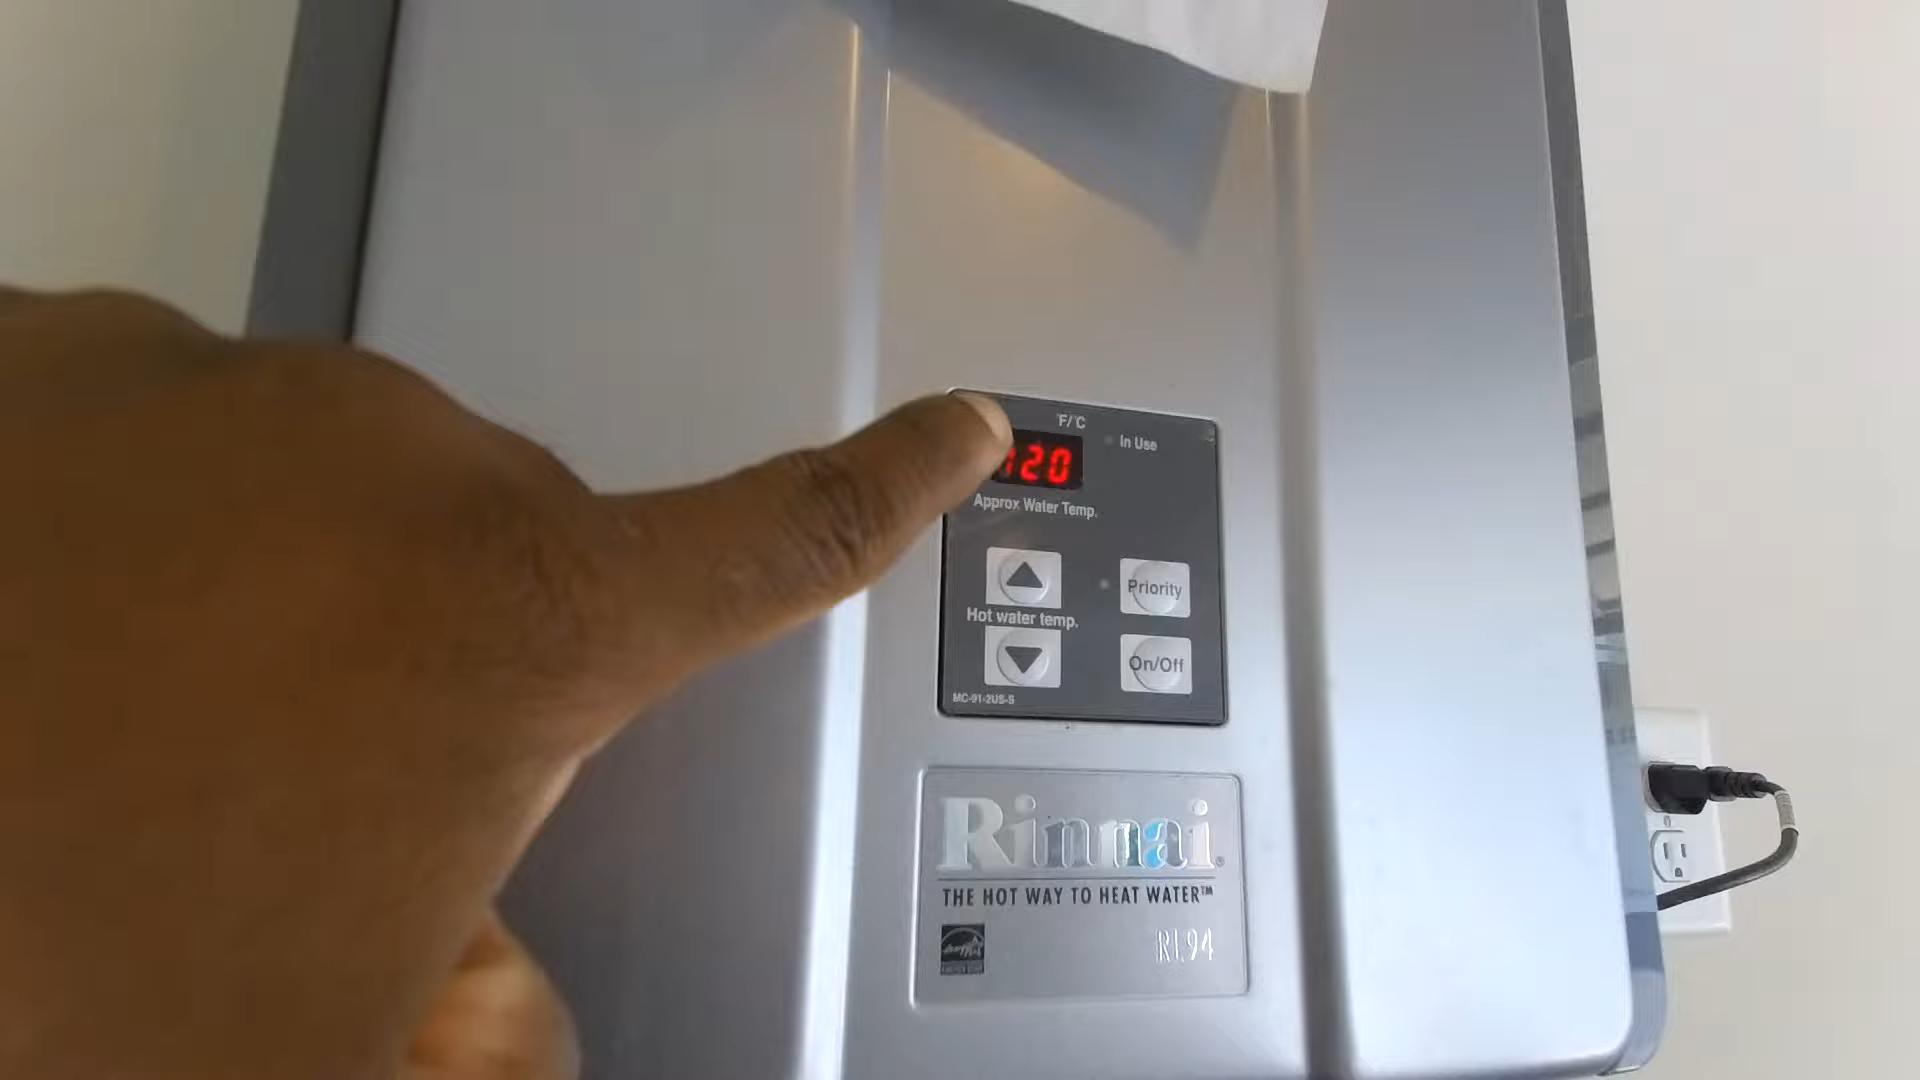 °F/°C
In Use
120
Approx Water Temp.
Priority
Hot water temp.
On/Off
MC-91-2US-S
Rinnai®
THE HOT WAY TO HEAT WATER™
RL94